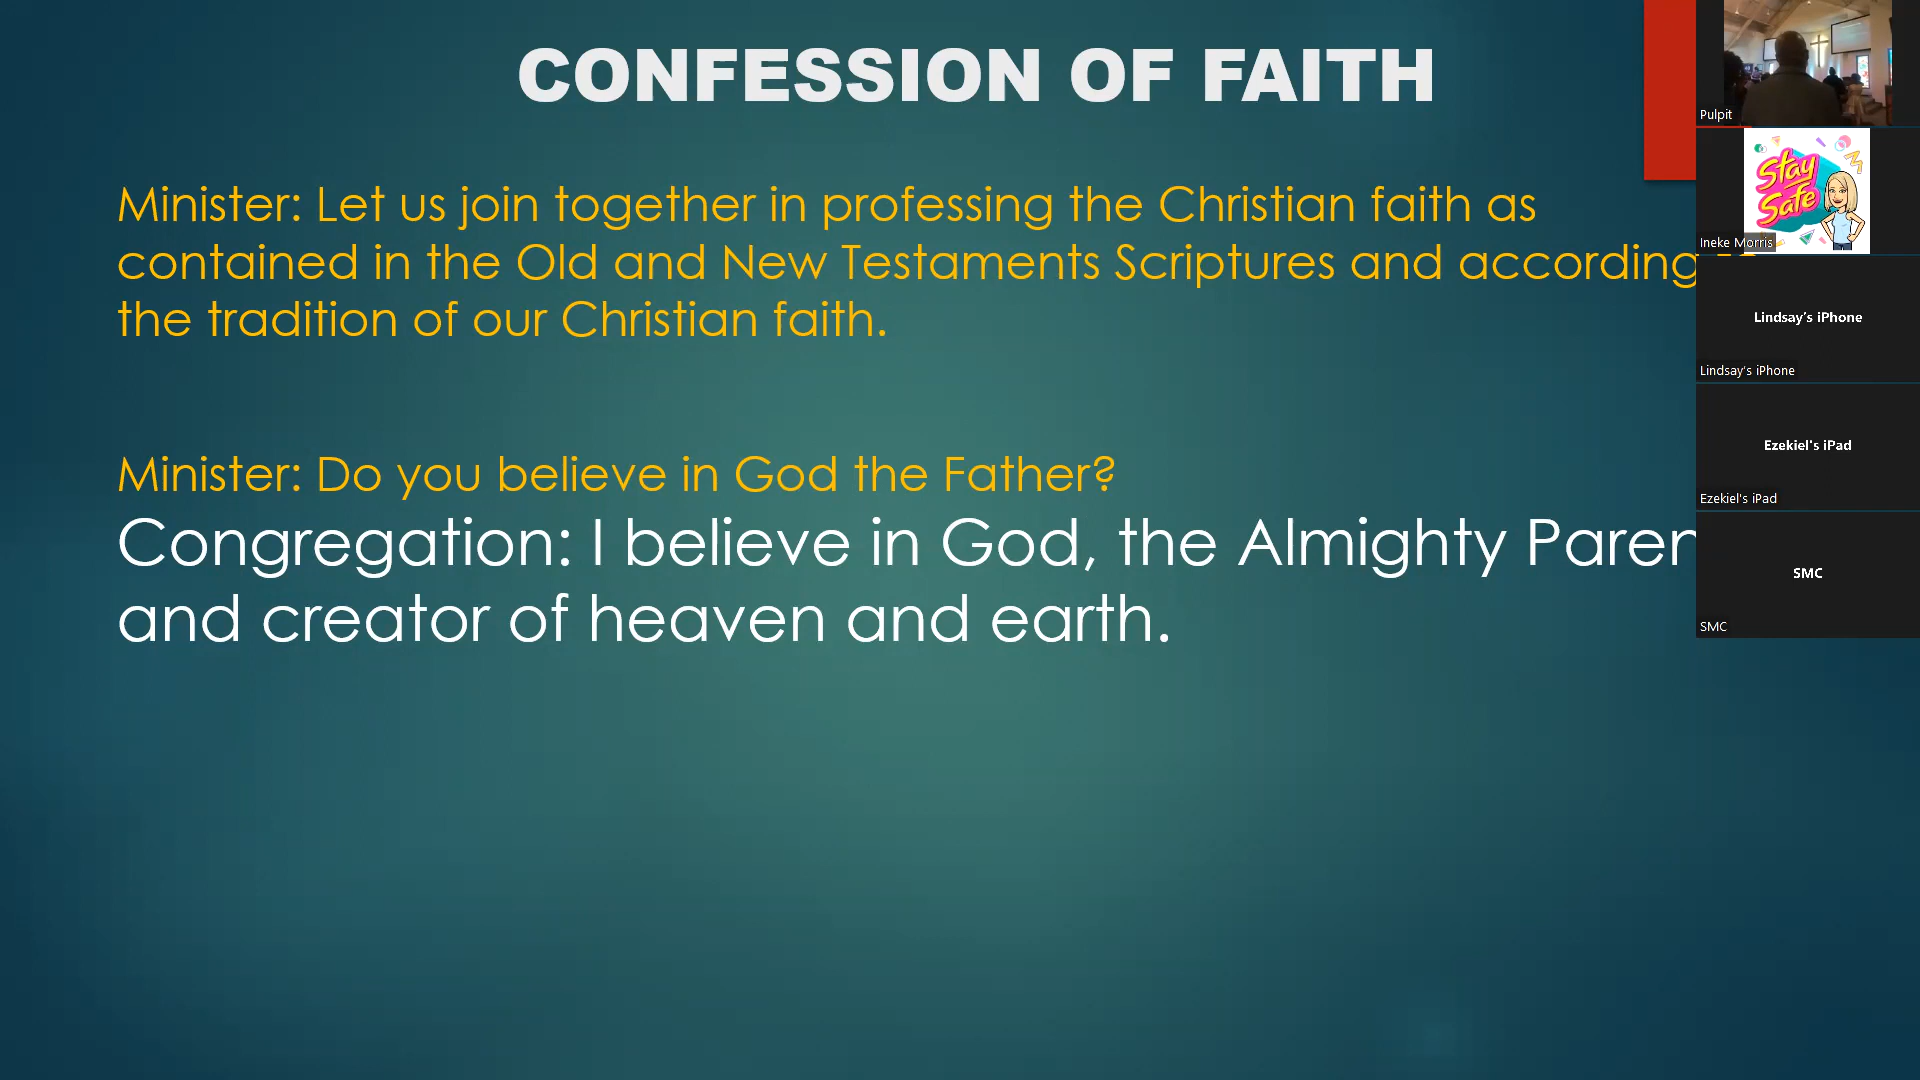 CONFESSION OF FAITH
Minister: Let us join together in professing the Christian faith as
contained in the Old and New Testaments Scriptures and according
the tradition of our Christian faith.
Minister: Do you believe in God the Father?
Congregation: I believe in God, the Almighty Paren
and creator of heaven and earth.
Pulpit
Stay
Safe
Ineke Morris
Lindsay's iPhone
Lindsay's iPhone
Ezekiel's iPad
Ezekiel's iPad
SMC
SMC